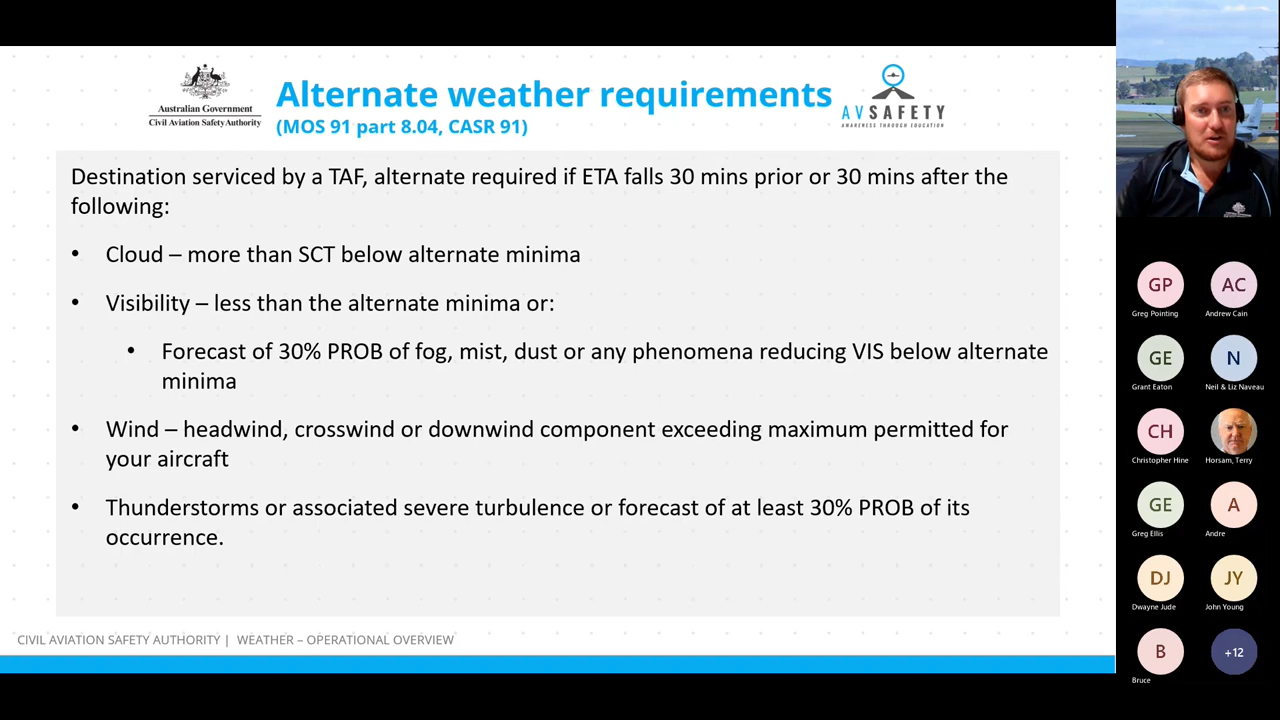 Australian Government
Civil Aviation Safety Authority
Alternate weather requirements
(MOS 91 part 8.04, CASR 91)
AVSAFETY
AWARENESS THROUGH EDUCATION
Destination serviced by a TAF, alternate required if ETA falls 30 mins prior or 30 mins after the
following:
• Cloud – more than SCT below alternate minima
• Visibility – less than the alternate minima or:
• Forecast of 30% PROB of fog, mist, dust or any phenomena reducing VIS below alternate
minima
• Wind – headwind, crosswind or downwind component exceeding maximum permitted for
your aircraft
• Thunderstorms or associated severe turbulence or forecast of at least 30% PROB of its
occurrence.
CIVIL AVIATION SAFETY AUTHORITY | WEATHER – OPERATIONAL OVERVIEW
GP AC
Greg Pointing Andrew Cain
GE N
Grant Eaton Neil & Liz Naveau
CH
Christopher Hine Horsam, Terry
GE A
Greg Ellis Andre
DJ JY
Dwayne Jude John Young
B +12
Bruce